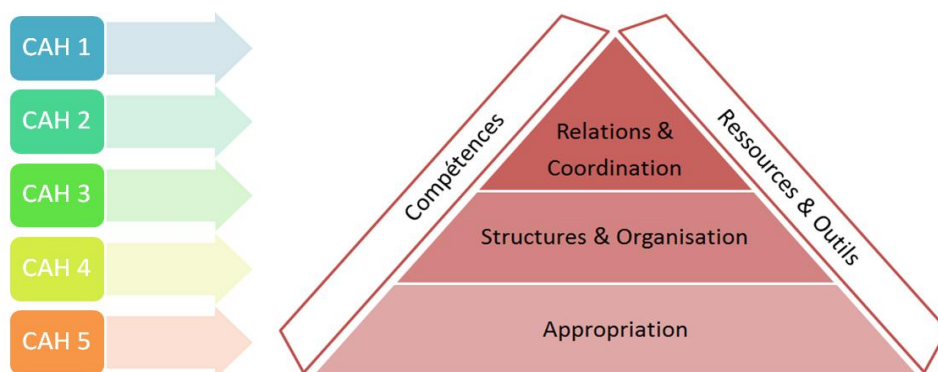 CAH 1
CAH 2
CAH 3
CAH 4
CAH 5
Compétences
Relations &
Coordination
Structures & Organisation
Appropriation
Ressources & Outils